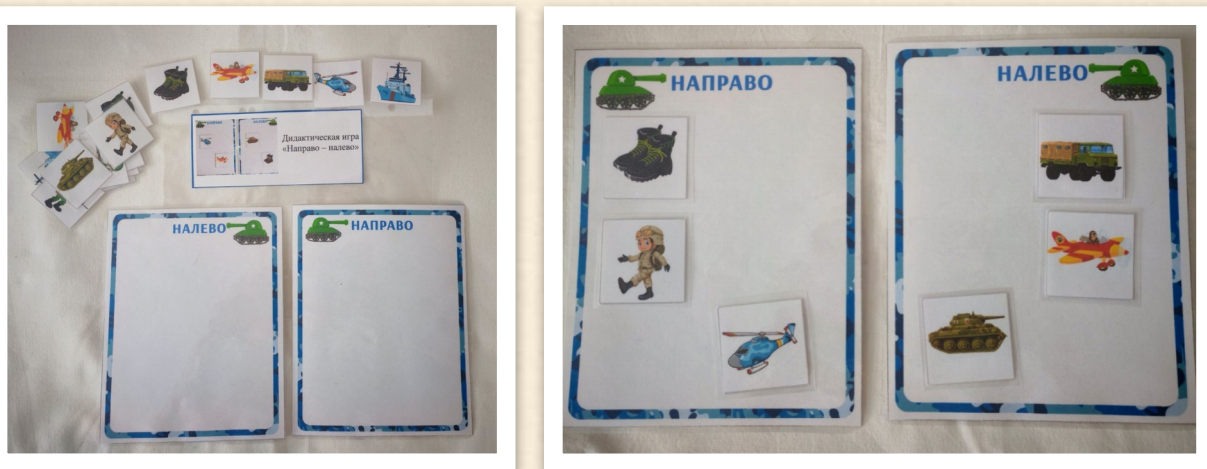 Дидактическая игра
«Направо – налево»
НАЛЕВО
НАПРАВО
НАПРАВО
НАЛЕВО